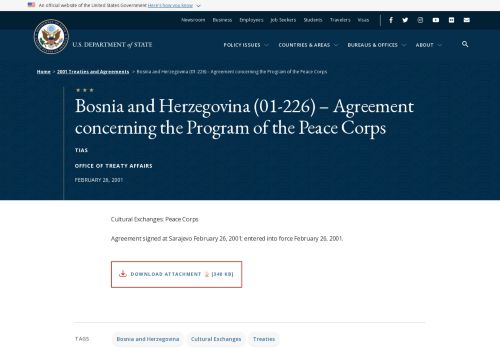 An official website of the United States Government Here's how you know
Newsroom Business Employees Job Seekers Students Travelers Visas
U.S. DEPARTMENT of STATE
POLICY ISSUES COUNTRIES & AREAS BUREAUS & OFFICES ABOUT
Home > 2001 Treaties and Agreements > Bosnia and Herzegovina (01-226) – Agreement concerning the Program of the Peace Corps
Bosnia and Herzegovina (01-226) – Agreement
concerning the Program of the Peace Corps
TIAS
OFFICE OF TREATY AFFAIRS
FEBRUARY 26, 2001
Cultural Exchanges: Peace Corps
Agreement signed at Sarajevo February 26, 2001; entered into force February 26, 2001.
DOWNLOAD ATTACHMENT [340 KB]
TAGS Bosnia and Herzegovina Cultural Exchanges Treaties